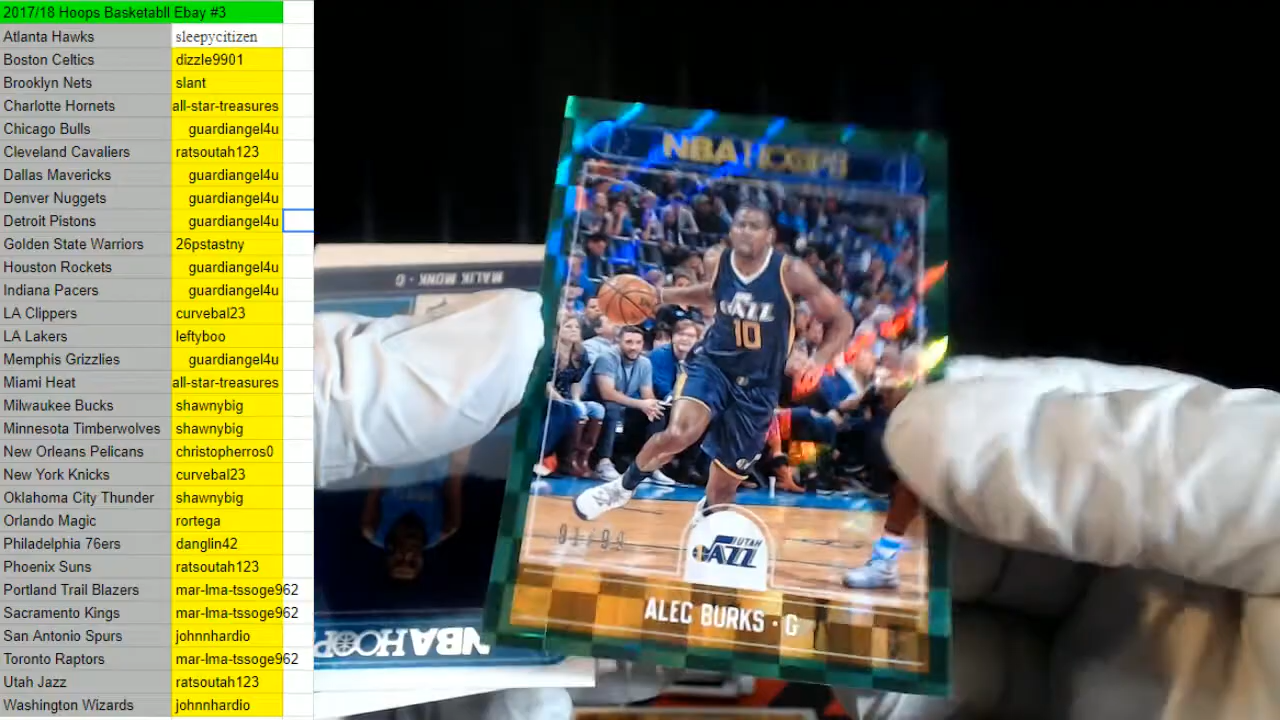 2017/18 Hoops Basketabll Ebay #3
Atlanta Hawks sleepycitizen
Boston Celtics dizzle9901
Brooklyn Nets slant
Charlotte Hornets all-star-treasures
Chicago Bulls guardiangel4u
Cleveland Cavaliers ratsoutah123
Dallas Mavericks guardiangel4u
Denver Nuggets guardiangel4u
Detroit Pistons guardiangel4u
Golden State Warriors 26pstastny
Houston Rockets guardiangel4u
Indiana Pacers guardiangel4u
LA Clippers curvebal23
LA Lakers leftyboo
Memphis Grizzlies guardiangel4u
Miami Heat all-star-treasures
Milwaukee Bucks shawnybig
Minnesota Timberwolves shawnybig
New Orleans Pelicans christopherros0
New York Knicks curvebal23
Oklahoma City Thunder shawnybig
Orlando Magic rortega
Philadelphia 76ers danglin42
Phoenix Suns ratsoutah123
Portland Trail Blazers mar-lma-tssoge962
Sacramento Kings mar-lma-tssoge962
San Antonio Spurs johnnhardio
Toronto Raptors mar-lma-tssoge962
Utah Jazz ratsoutah123
Washington Wizards johnnhardio
NBA HOOPS
JAZZ
10
91/99
UTAH
JAZZ
ALEC BURKS · G
MALIK MONK · G
NBA HOOPS